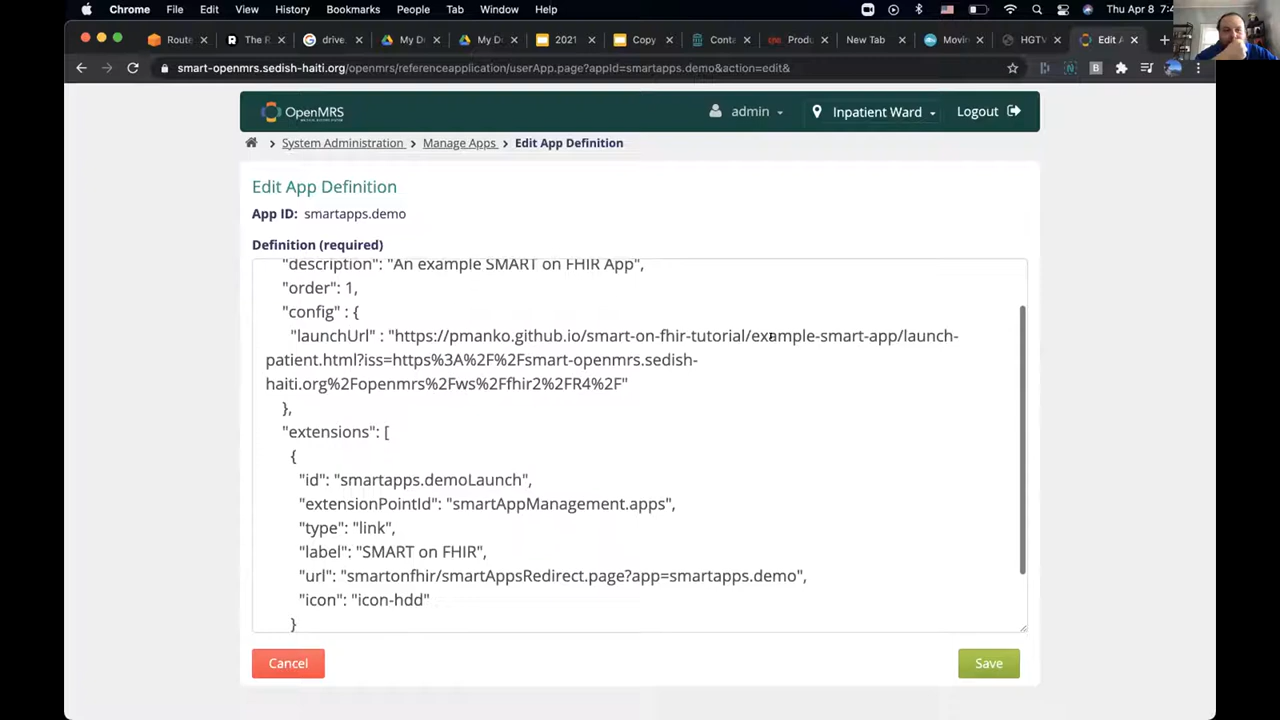 Chrome File Edit View History Bookmarks People Tab Window Help Thu Apr 8 7:4
Route The R drive. My D My D 2021 Copy Conte Produ New Tab Movin HGTV Edit A
smart-openmrs.sedish-haiti.org/openmrs/referenceapplication/userApp.page?appId=smartapps.demo&action=edit&
OpenMRS admin Inpatient Ward Logout
System Administration Manage Apps Edit App Definition
Edit App Definition
App ID: smartapps.demo
Definition (required)
"description": "An example SMART on FHIR App",
"order": 1,
"config" : {
"launchUrl" : "https://pmanko.github.io/smart-on-fhir-tutorial/example-smart-app/launch-
patient.html?iss=https%3A%2F%2Fsmart-openmrs.sedish-
haiti.org%2Fopenmrs%2Fws%2Ffhir2%2FR4%2F"
},
"extensions": [
{
"id": "smartapps.demoLaunch",
"extensionPointId": "smartAppManagement.apps",
"type": "link",
"label": "SMART on FHIR",
"url": "smartonfhir/smartAppsRedirect.page?app=smartapps.demo",
"icon": "icon-hdd"
}
Cancel Save